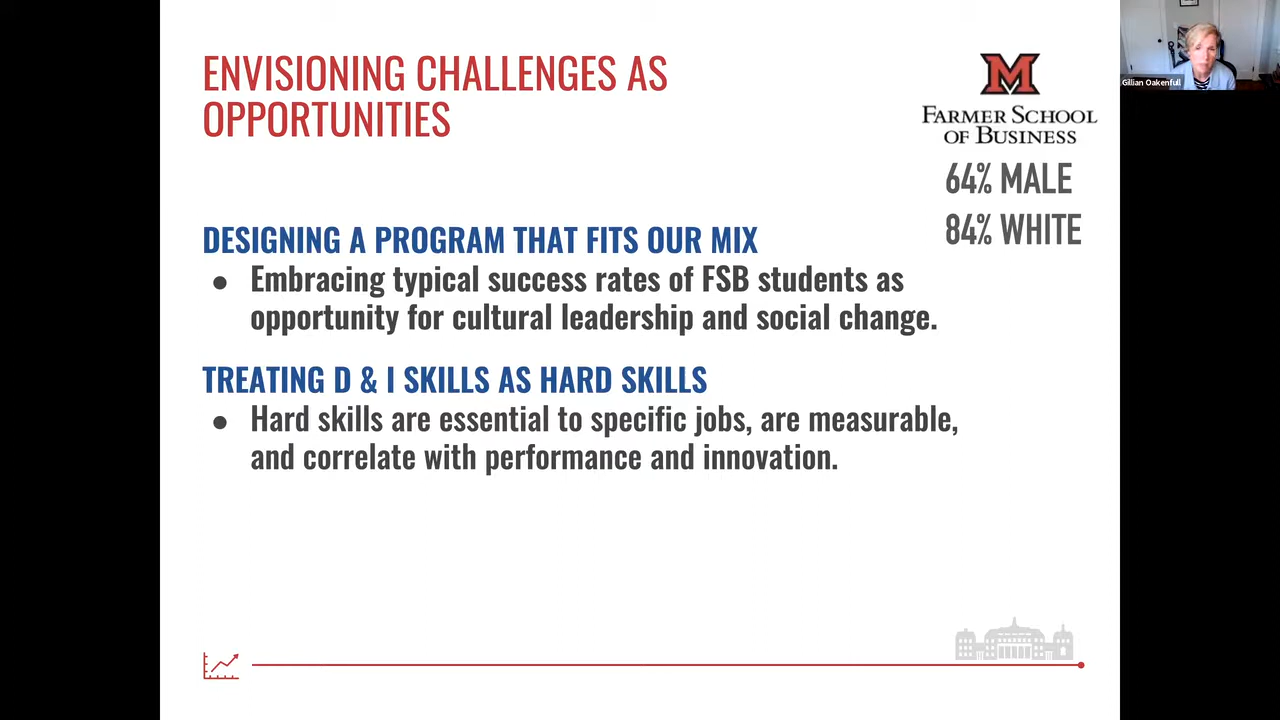 ENVISIONING CHALLENGES AS
OPPORTUNITIES
M
FARMER SCHOOL
OF BUSINESS
64% MALE
84% WHITE
DESIGNING A PROGRAM THAT FITS OUR MIX
● Embracing typical success rates of FSB students as
opportunity for cultural leadership and social change.
TREATING D & I SKILLS AS HARD SKILLS
● Hard skills are essential to specific jobs, are measurable,
and correlate with performance and innovation.
Gillian Oakenfull